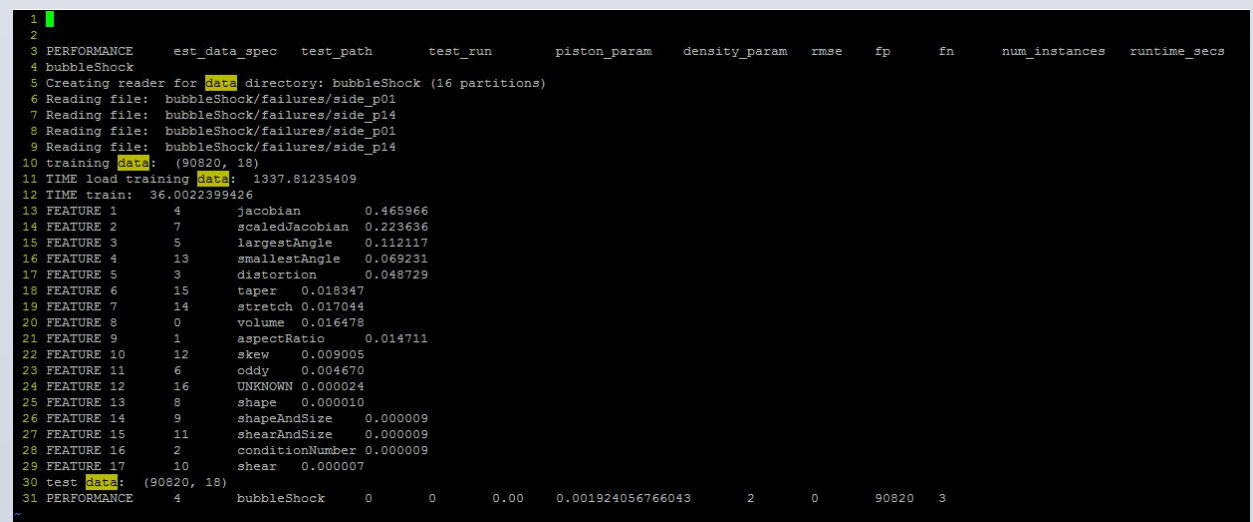 1
2
3 PERFORMANCE est_data_spec test_path test_run piston_param density_param rmse fp fn num_instances runtime_secs
4 bubbleShock
5 Creating reader for data directory: bubbleShock (16 partitions)
6 Reading file: bubbleShock/failures/side_p01
7 Reading file: bubbleShock/failures/side_p14
8 Reading file: bubbleShock/failures/side_p01
9 Reading file: bubbleShock/failures/side_p14
10 training data: (90820, 18)
11 TIME load training data: 1337.81235409
12 TIME train: 36.0022399426
13 FEATURE 1 4 jacobian 0.465966
14 FEATURE 2 7 scaledJacobian 0.223636
15 FEATURE 3 5 largestAngle 0.112117
16 FEATURE 4 13 smallestAngle 0.069231
17 FEATURE 5 3 distortion 0.048729
18 FEATURE 6 15 taper 0.018347
19 FEATURE 7 14 stretch 0.017044
20 FEATURE 8 0 volume 0.016478
21 FEATURE 9 1 aspectRatio 0.014711
22 FEATURE 10 12 skew 0.009005
23 FEATURE 11 6 oddy 0.004670
24 FEATURE 12 16 UNKNOWN 0.000024
25 FEATURE 13 8 shape 0.000010
26 FEATURE 14 9 shapeAndSize 0.000009
27 FEATURE 15 11 shearAndSize 0.000009
28 FEATURE 16 2 conditionNumber 0.000009
29 FEATURE 17 10 shear 0.000007
30 test data: (90820, 18)
31 PERFORMANCE 4 bubbleShock 0 0 0.00 0.001924056766043 2 0 90820 3
~